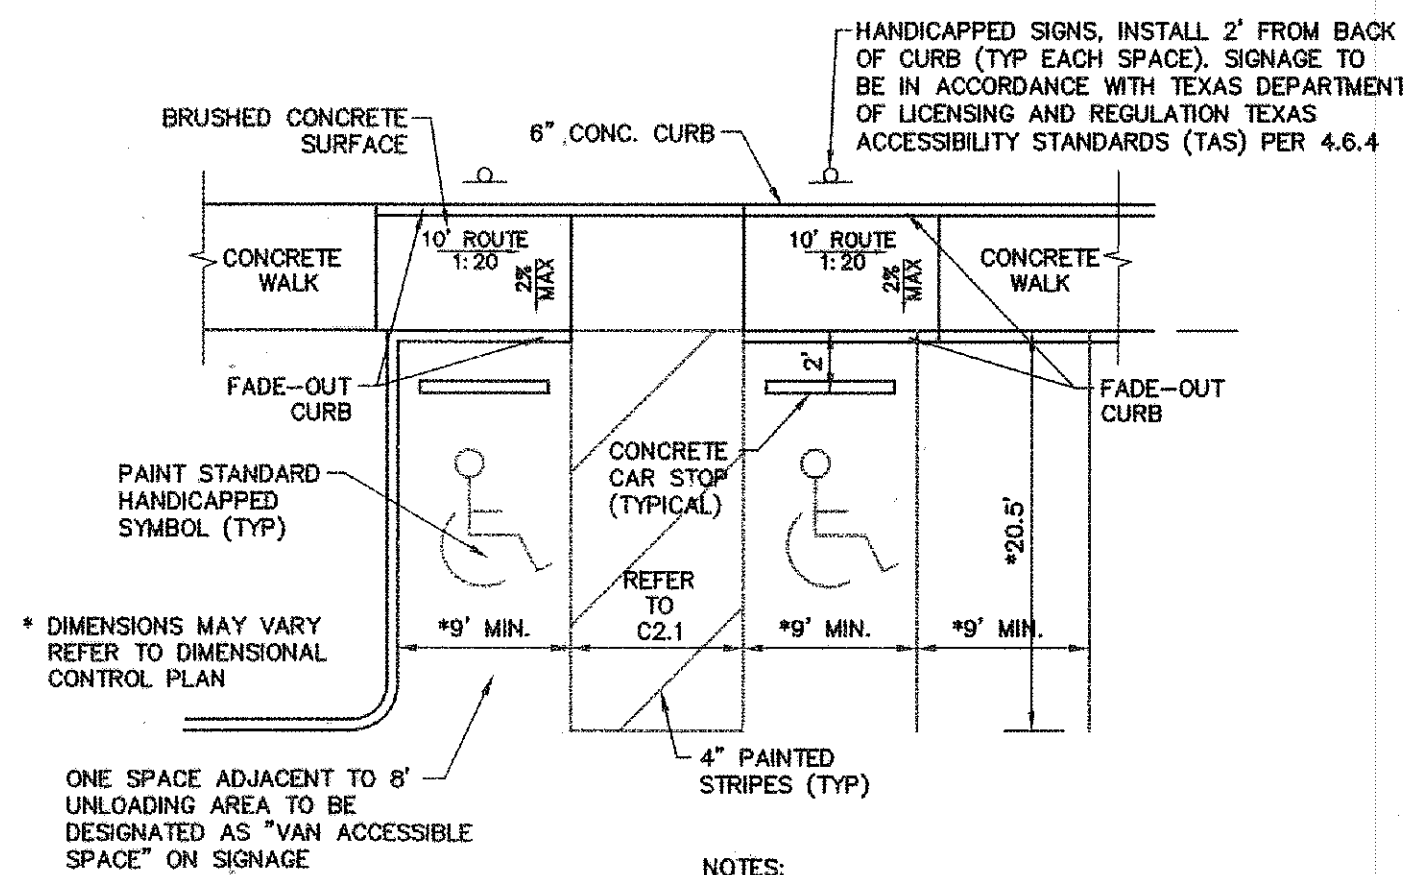 HANDICAPPED SIGNS, INSTALL 2' FROM BACK
OF CURB (TYP EACH SPACE). SIGNAGE TO
BE IN ACCORDANCE WITH TEXAS DEPARTMENT
OF LICENSING AND REGULATION TEXAS
ACCESSIBILITY STANDARDS (TAS) PER 4.6.4
BRUSHED CONCRETE
SURFACE
6" CONC. CURB
CONCRETE
WALK
10' ROUTE
1:20
2%
MAX
10' ROUTE
1:20
2%
MAX
CONCRETE
WALK
FADE-OUT
CURB
2'
FADE-OUT
CURB
CONCRETE
CAR STOP
(TYPICAL)
PAINT STANDARD
HANDICAPPED
SYMBOL (TYP)
*20.5'
REFER
TO
C2.1
* DIMENSIONS MAY VARY
REFER TO DIMENSIONAL
CONTROL PLAN
*9' MIN.
*9' MIN.
*9' MIN.
4" PAINTED
STRIPES (TYP)
ONE SPACE ADJACENT TO 8'
UNLOADING AREA TO BE
DESIGNATED AS "VAN ACCESSIBLE
SPACE" ON SIGNAGE
NOTES: